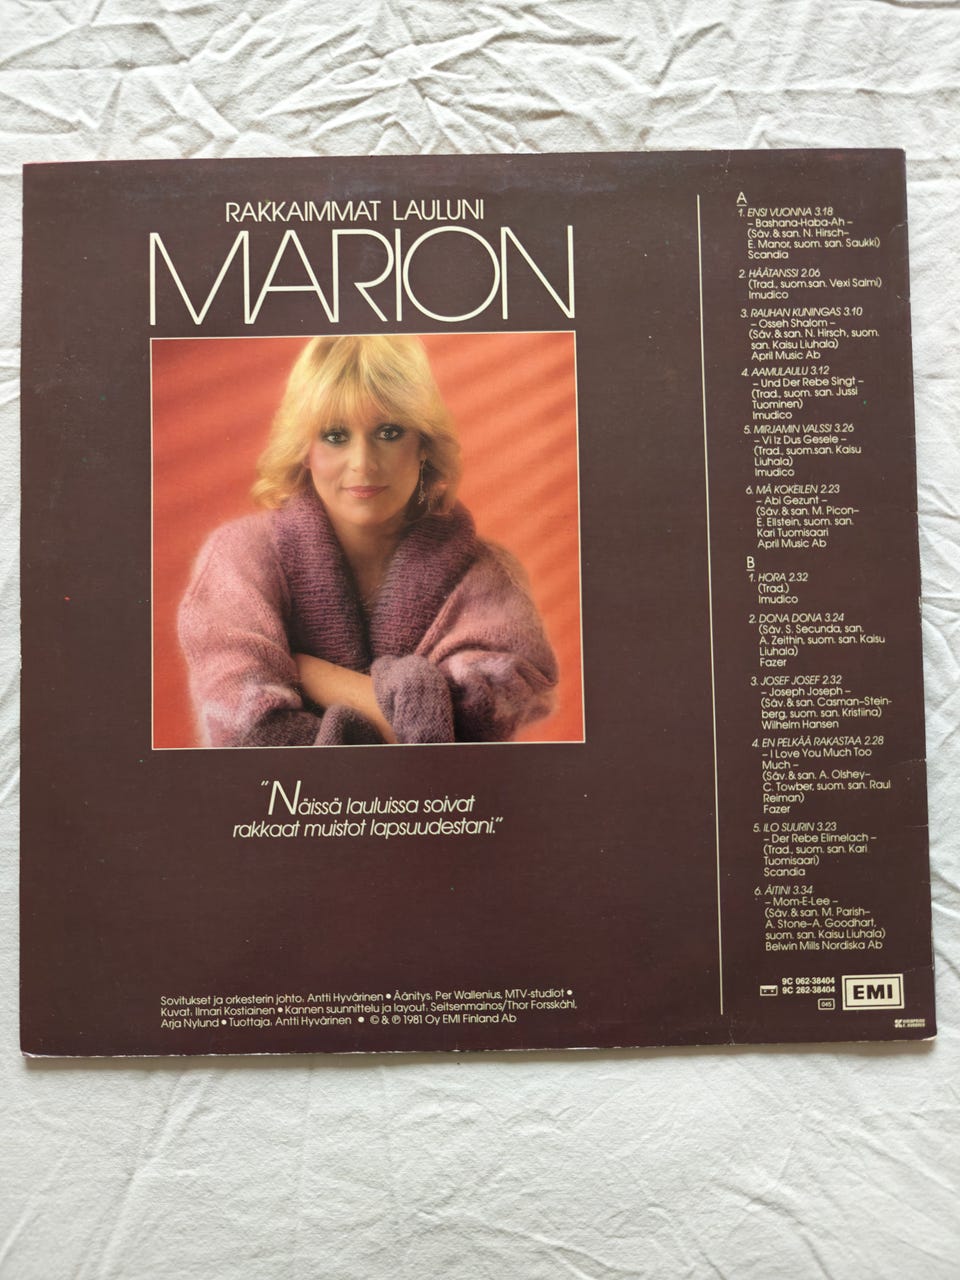 RAKKAIMMAT LAULUNI
MARION
"Näissä lauluissa soivat
rakkaat muistot lapsuudestani."
Sovitukset ja orkesterin johto: Antti Hyvärinen • Äänitys: Per Wallenius, MTV-studiot •
Kuvat: Ilmari Kostiainen • Kannen suunnittelu ja layout: Seitsenmainos/Thor Forsskåhl,
Arja Nylund • Tuottaja: Antti Hyvärinen • © & ℗ 1981 Oy EMI Finland Ab
A
1. ENSI VUONNA 3.18
– Bashana-Haba-Ah –
(Säv. & san. N. Hirsch–
E. Manor, suom. san. Saukki)
Scandia
2. HÄÄTANSSI 2.06
(Trad., suom.san. Vexi Salmi)
Imudico
3. RAUHAN KUNINGAS 3.10
– Osseh Shalom –
(Säv. & san. N. Hirsch, suom.
san. Kaisu Liuhala)
April Music Ab
4. AAMULAULU 3.12
– Und Der Rebe Singt –
(Trad., suom. san. Jussi
Tuominen)
Imudico
5. MIRJAMIN VALSSI 3.26
– Vi Iz Dus Gesele –
(Trad., suom.san. Kaisu
Liuhala)
Imudico
6. MÄ KOKEILEN 2.23
– Abi Gezunt –
(Säv. & san. M. Picon–
E. Ellstein, suom. san.
Kari Tuomisaari
April Music Ab
B
1. HORA 2.32
(Trad.)
Imudico
2. DONA DONA 3.24
(Säv. S. Secunda, san.
A. Zeithin, suom. san. Kaisu
Liuhala)
Fazer
3. JOSEF JOSEF 2.32
– Joseph Joseph –
(Säv. & san. Casman–Stein-
berg, suom. san. Kristiina)
Wilhelm Hansen
4. EN PELKÄÄ RAKASTAA 2.28
– I Love You Much Too
Much –
(Säv. & san. A. Olshey–
C. Towber, suom. san. Raul
Reiman)
Fazer
5. ILO SUURIN 3.23
– Der Rebe Elimelach –
(Trad., suom. san. Kari
Tuomisaari)
Scandia
6. ÄITINI 3.34
– Mom-E-Lee –
(Säv. & san. M. Parish–
A. Stone–A. Goodhart,
suom. san. Kaisu Liuhala)
Belwin Mills Nordiska Ab
9C 062-38404
9C 262-38404
045
EMI